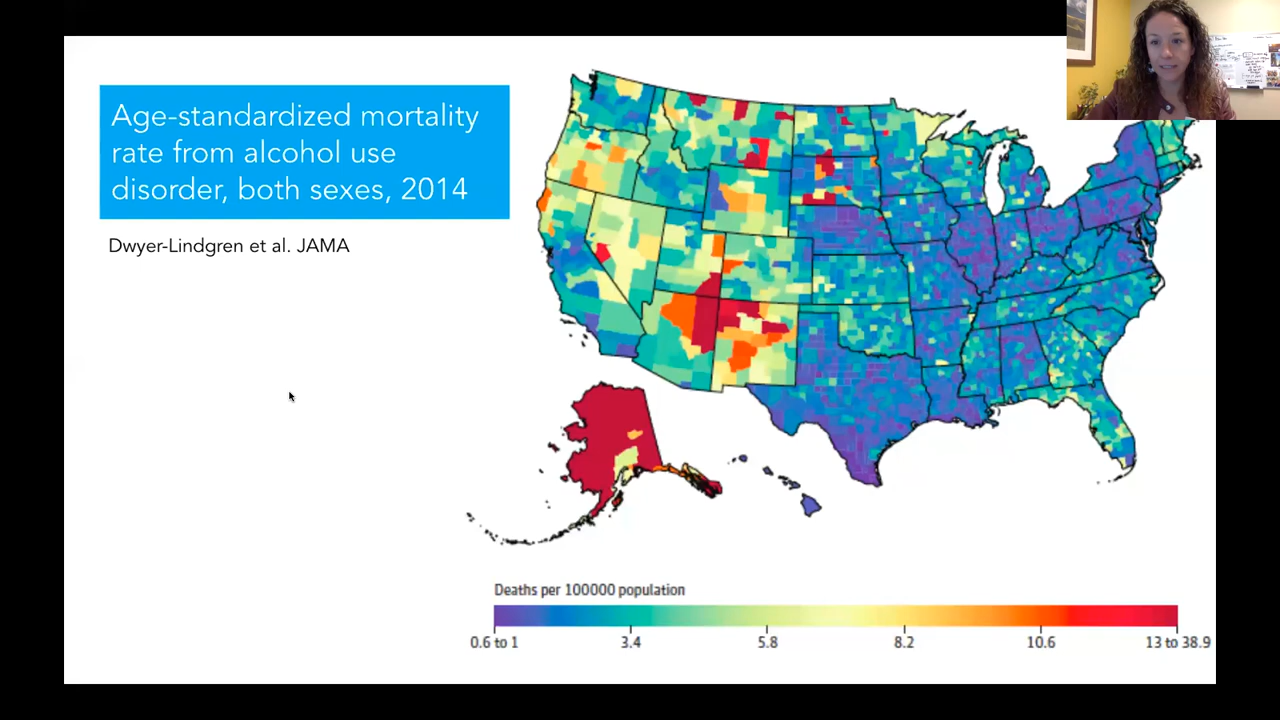 Age-standardized mortality
rate from alcohol use
disorder, both sexes, 2014
Dwyer-Lindgren et al. JAMA
Deaths per 100000 population
0.6 to 1 3.4 5.8 8.2 10.6 13 to 38.9